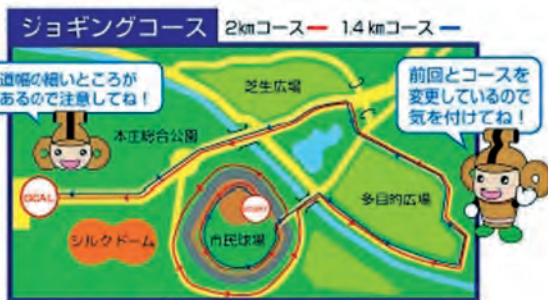 ジョギングコース 2kmコース 1.4kmコース
道幅の細いところが
あるので注意してね！
前回とコースを
変更しているので
気を付けてね！
芝生広場
本庄総合公園
多目的広場
GOAL
シルクドーム
市民球場